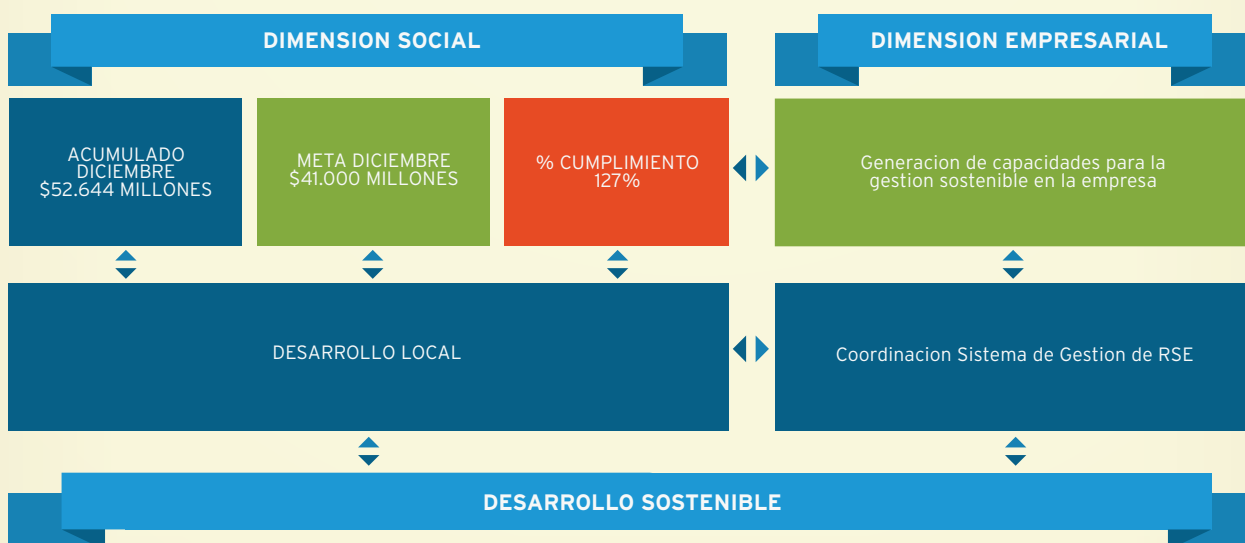 DIMENSION SOCIAL
DIMENSION EMPRESARIAL
ACUMULADO
DICIEMBRE
$52.644 MILLONES
META DICIEMBRE
$41.000 MILLONES
% CUMPLIMIENTO
127%
Generacion de capacidades para la
gestion sostenible en la empresa
DESARROLLO LOCAL
Coordinacion Sistema de Gestion de RSE
DESARROLLO SOSTENIBLE